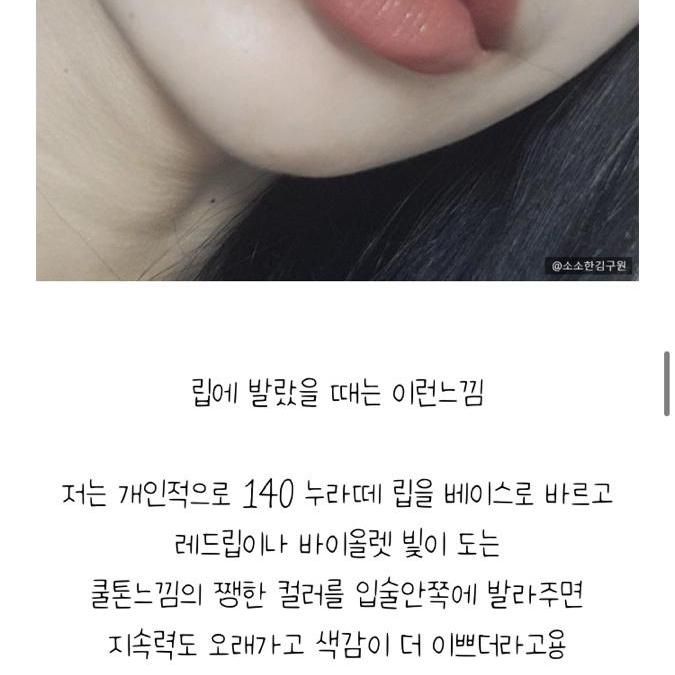 @소소한김구원
립에 발랐을 때는 이런느낌
저는 개인적으로 140 누라떼 립을 베이스로 바르고
레드립이나 바이올렛 빛이 도는
쿨톤느낌의 쨍한 컬러를 입술안쪽에 발라주면
지속력도 오래가고 색감이 더 이쁘더라고용